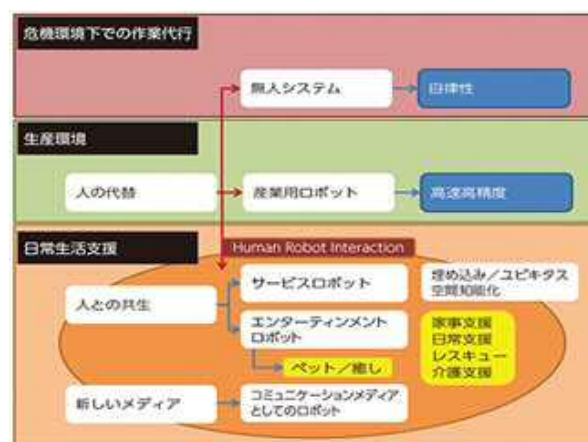 危機環境下での作業代行
無人システム
自律性
生産環境
人の代替
産業用ロボット
高速高精度
日常生活支援
Human Robot Interaction
サービスロボット
埋め込み／ユビキタス
空間知能化
人との共生
エンターティンメント
ロボット
家事支援
日常支援
レスキュー
介護支援
ペット／癒し
新しいメディア
コミュニケーションメディア
としてのロボット